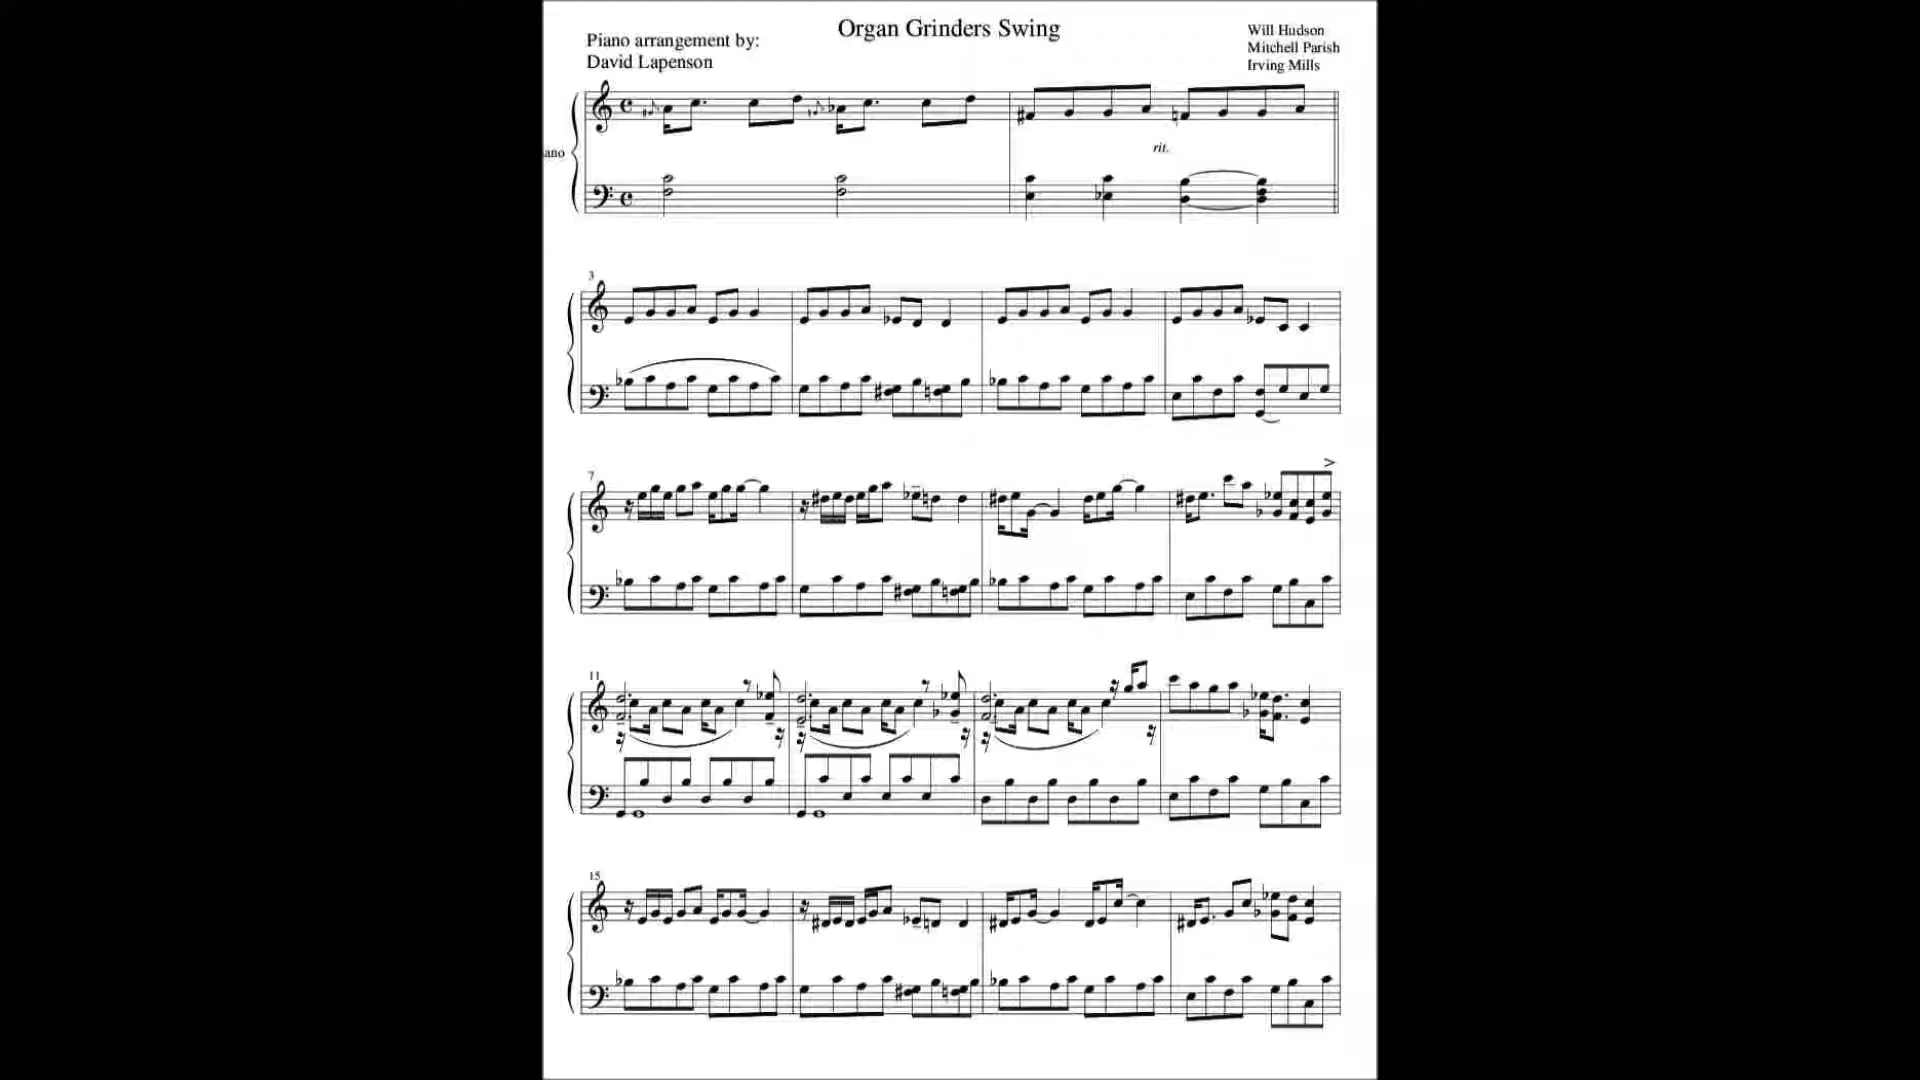 Organ Grinders Swing
Piano arrangement by:
David Lapenson
Will Hudson
Mitchell Parish
Irving Mills
ano
rit.
3
7
11
15